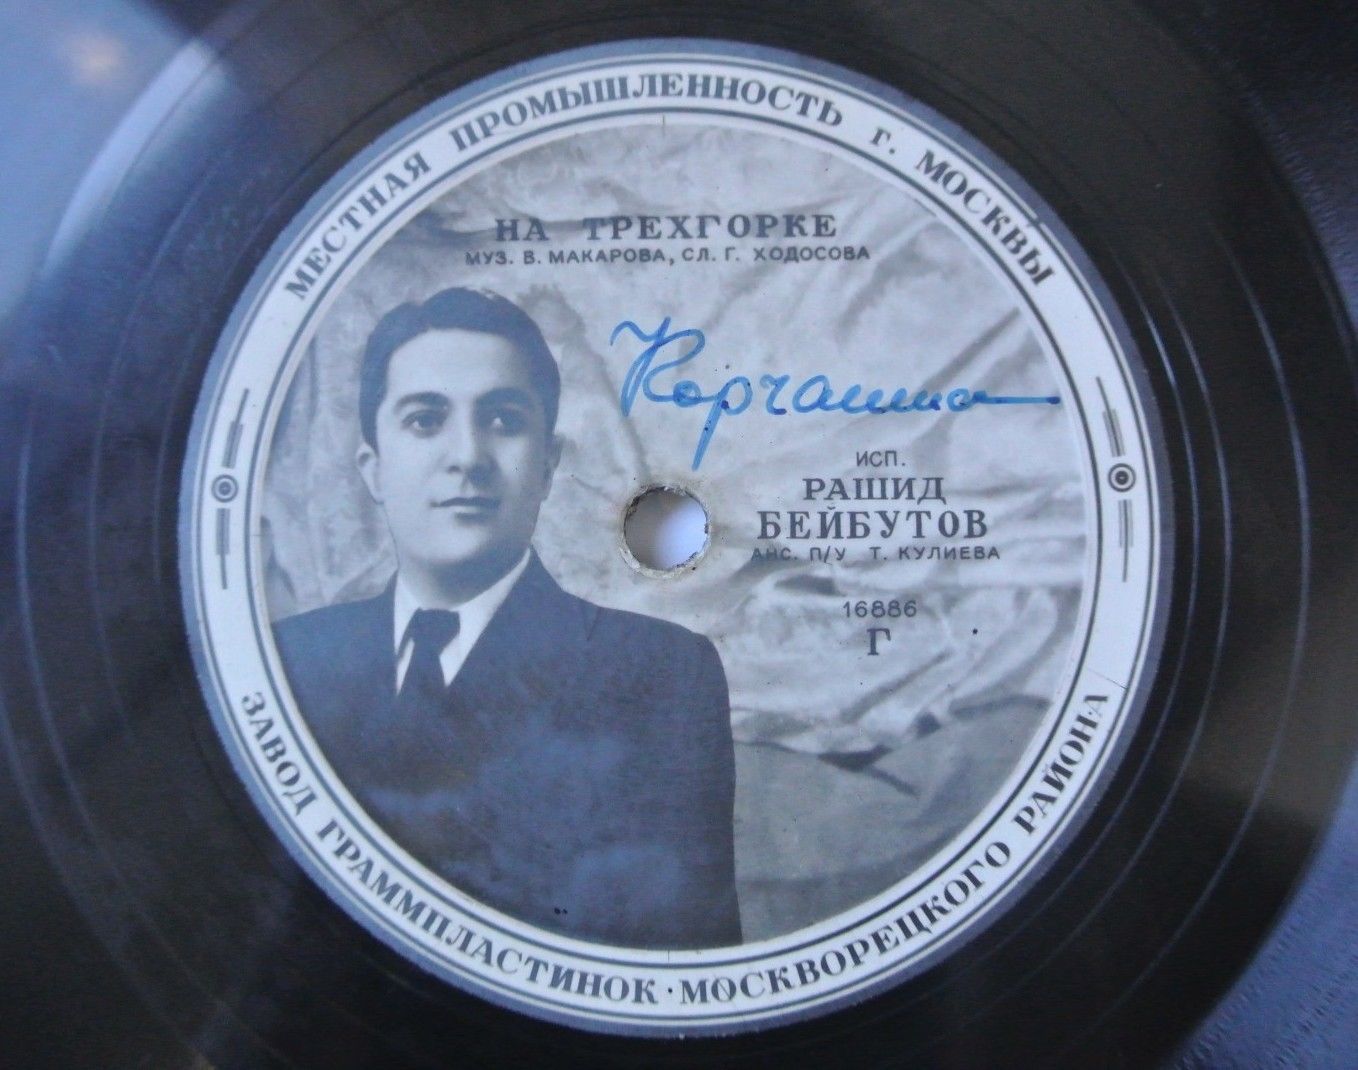 МЕСТНАЯ ПРОМЫШЛЕННОСТЬ г. МОСКВЫ
НА ТРЕХГОРКЕ
МУЗ. В. МАКАРОВА, СЛ. Г. ХОДОСОВА
ИСП.
РАШИД
БЕЙБУТОВ
АНС. П/У Т. КУЛИЕВА
16886
Г
ЗАВОД ГРАММПЛАСТИНОК · МОСКВОРЕЦКОГО РАЙОНА